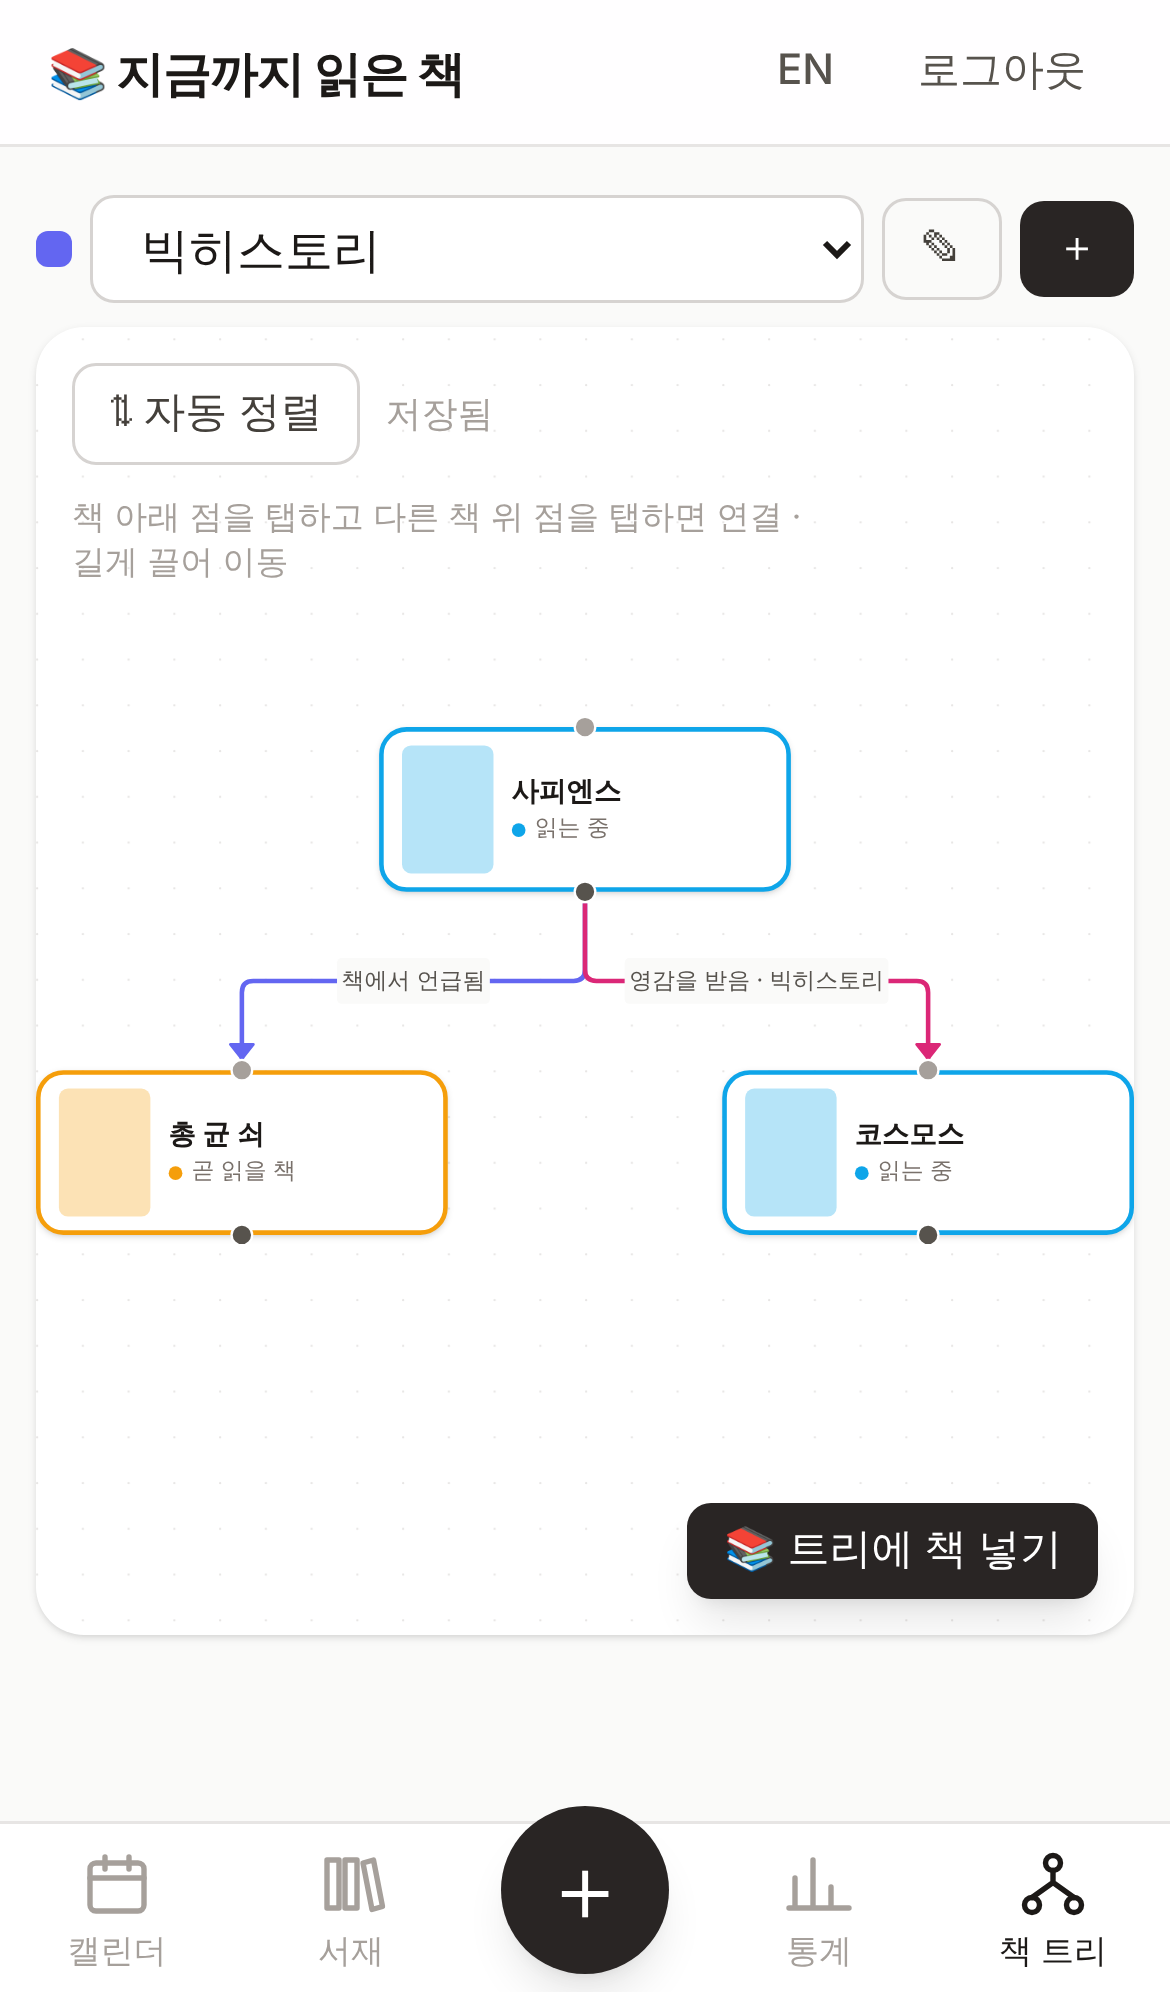 📚 지금까지 읽은 책
EN
로그아웃
빅히스토리
✎
+
⇅ 자동 정렬
저장됨
책 아래 점을 탭하고 다른 책 위 점을 탭하면 연결 ·
길게 끌어 이동
사피엔스
읽는 중
책에서 언급됨
영감을 받음 · 빅히스토리
총 균 쇠
곧 읽을 책
코스모스
읽는 중
📚 트리에 책 넣기
+
캘린더
서재
통계
책 트리